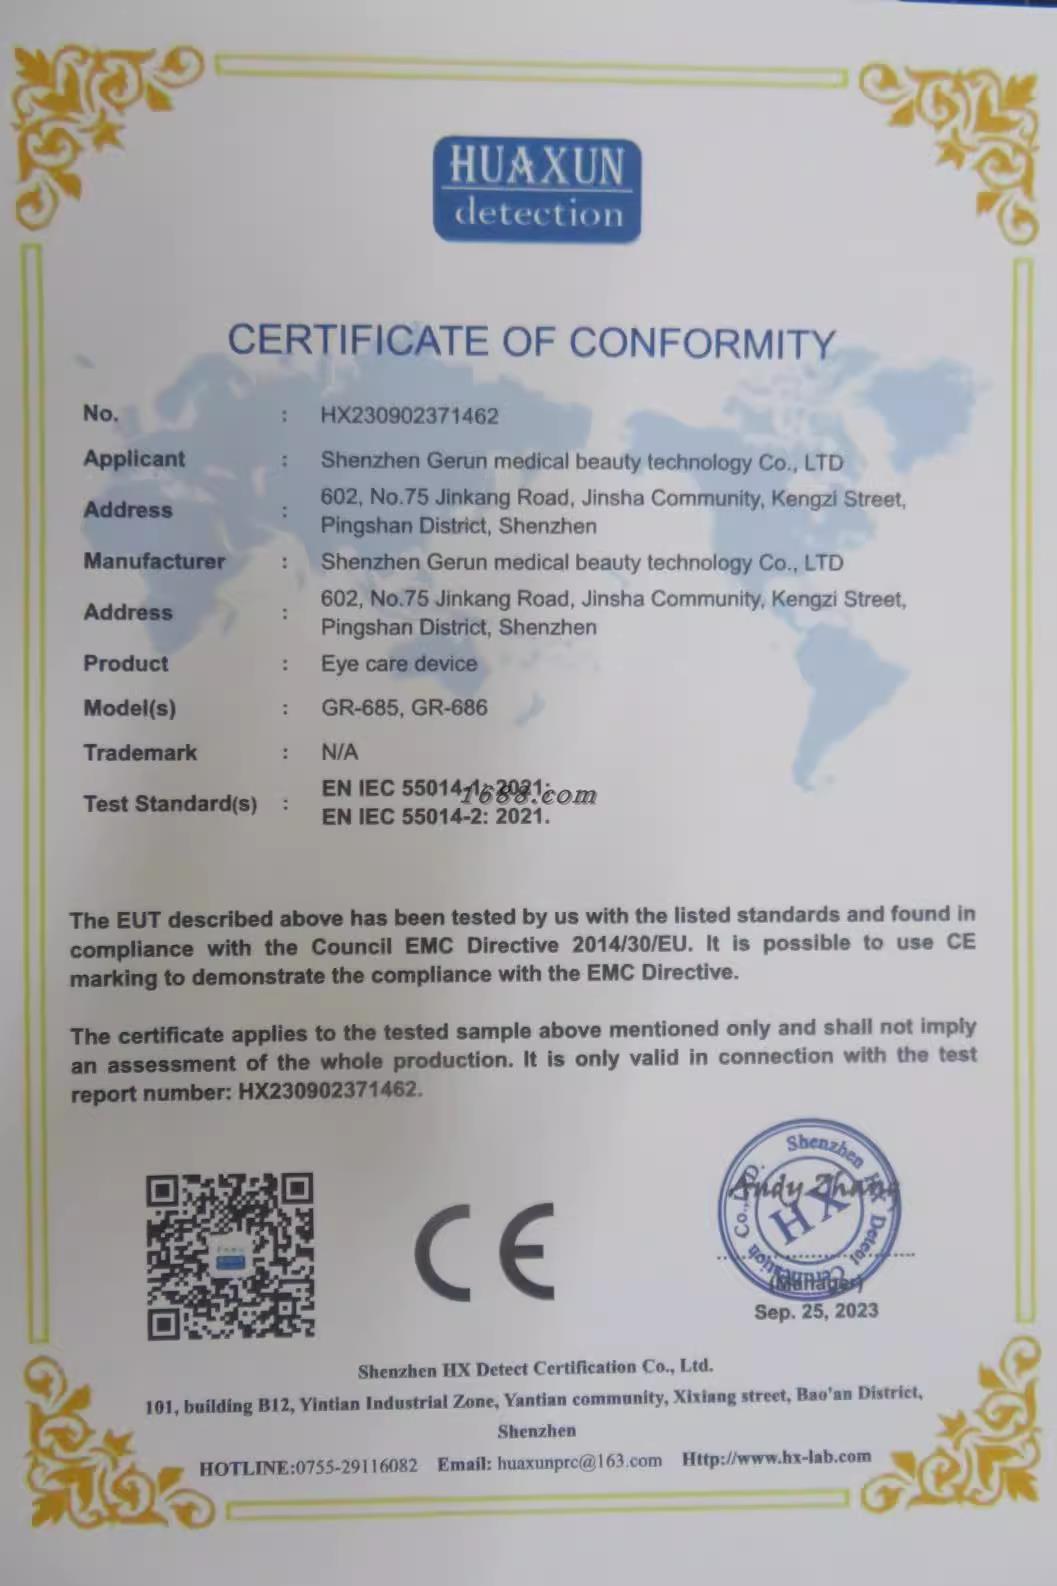 HUAXUN
detection
CERTIFICATE OF CONFORMITY
No. : HX230902371462
Applicant : Shenzhen Gerun medical beauty technology Co., LTD
Address : 602, No.75 Jinkang Road, Jinsha Community, Kengzi Street,
Pingshan District, Shenzhen
Manufacturer : Shenzhen Gerun medical beauty technology Co., LTD
Address : 602, No.75 Jinkang Road, Jinsha Community, Kengzi Street,
Pingshan District, Shenzhen
Product : Eye care device
Model(s) : GR-685, GR-686
Trademark : N/A
Test Standard(s) : EN IEC 55014-1: 2021;
1688.com
EN IEC 55014-2: 2021.
The EUT described above has been tested by us with the listed standards and found in
compliance with the Council EMC Directive 2014/30/EU. It is possible to use CE
marking to demonstrate the compliance with the EMC Directive.
The certificate applies to the tested sample above mentioned only and shall not imply
an assessment of the whole production. It is only valid in connection with the test
report number: HX230902371462.
CE
Shenzhen HX Detect Certification Co.,LTD.
HX
Andy Zhang
(Manager)
Sep. 25, 2023
Shenzhen HX Detect Certification Co., Ltd.
101, building B12, Yintian Industrial Zone, Yantian community, Xixiang street, Bao'an District,
Shenzhen
HOTLINE:0755-29116082 Email: huaxunprc@163.com Http://www.hx-lab.com